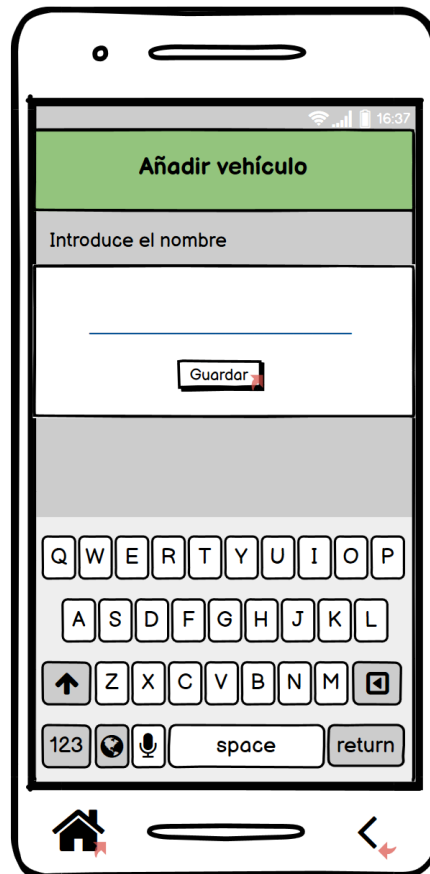 16:37
Añadir vehículo
Introduce el nombre
Guardar
Q W E R T Y U I O P
A S D F G H J K L
Z X C V B N M
123 space return